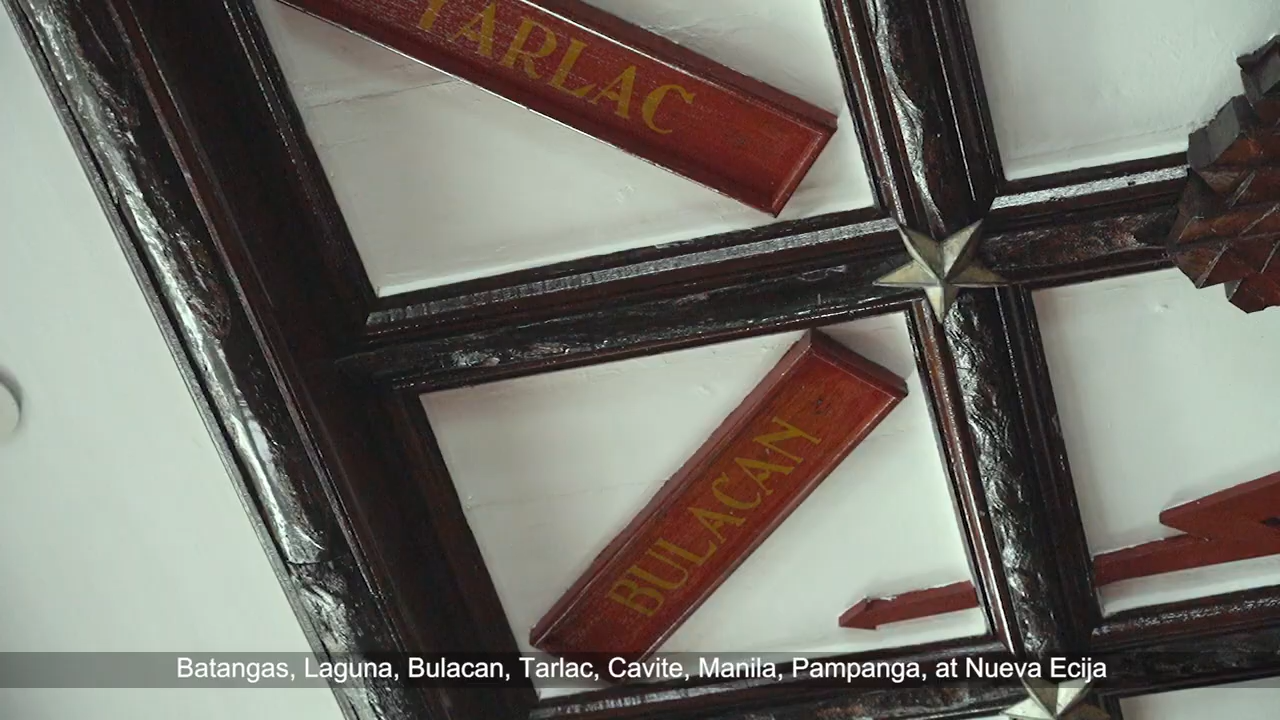 TARLAC
BULACAN
Batangas, Laguna, Bulacan, Tarlac, Cavite, Manila, Pampanga, at Nueva Ecija